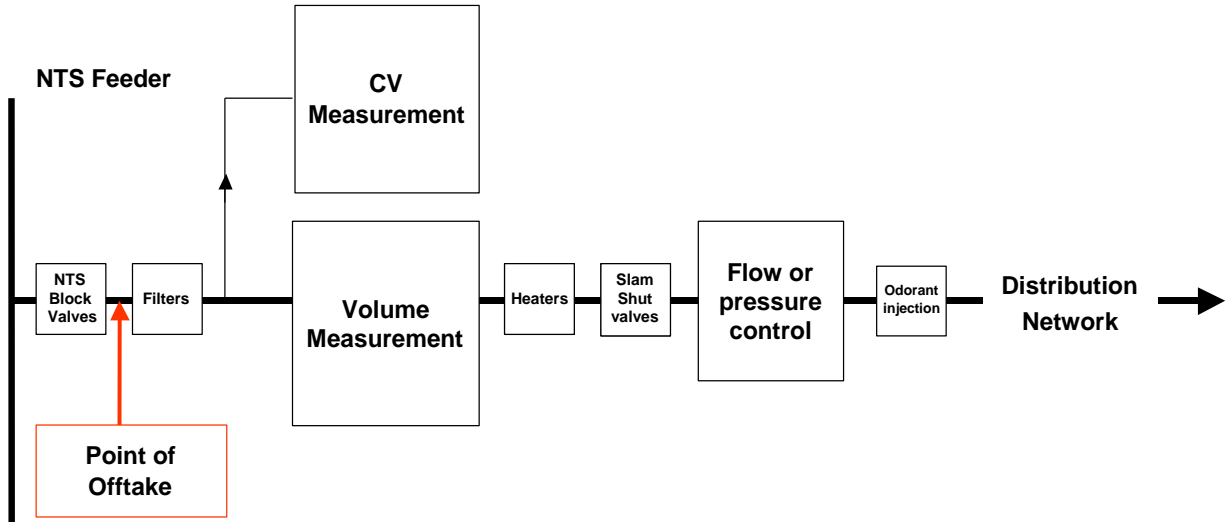 NTS Feeder
CV
Measurement
NTS
Block
Valves
Filters
Volume
Measurement
Heaters
Slam
Shut
valves
Flow or
pressure
control
Odorant
injection
Distribution
Network
Point of
Offtake